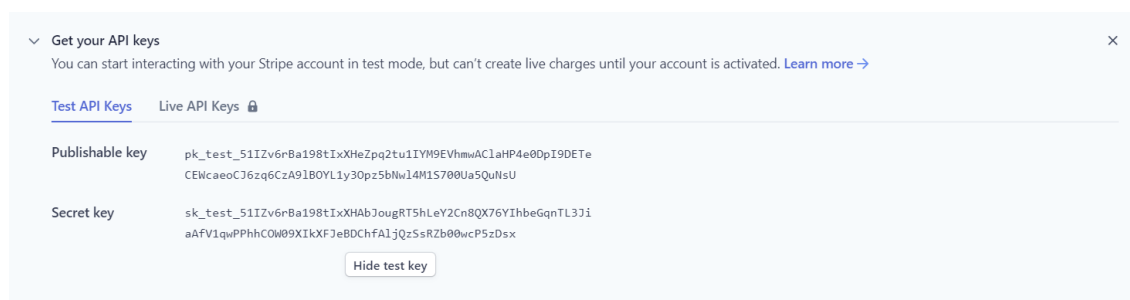 Get your API keys
You can start interacting with your Stripe account in test mode, but can't create live charges until your account is activated. Learn more →
Test API Keys Live API Keys
Publishable key pk_test_51IZv6rBa198tIxXHeZpq2tu1IYM9EVhmwAClaHP4e0DpI9DETe
CEWcaeoCJ6zq6CzA9lBOYL1y3Opz5bNwl4M1S700Ua5QuNsU
Secret key sk_test_51IZv6rBa198tIxXHAbJougRT5hLeY2Cn8QX76YIhbeGqnTL3Ji
aAfV1qwPPhhCOW09XIkXFJeBDChfAljQzSsRZb00wcP5zDsx
Hide test key